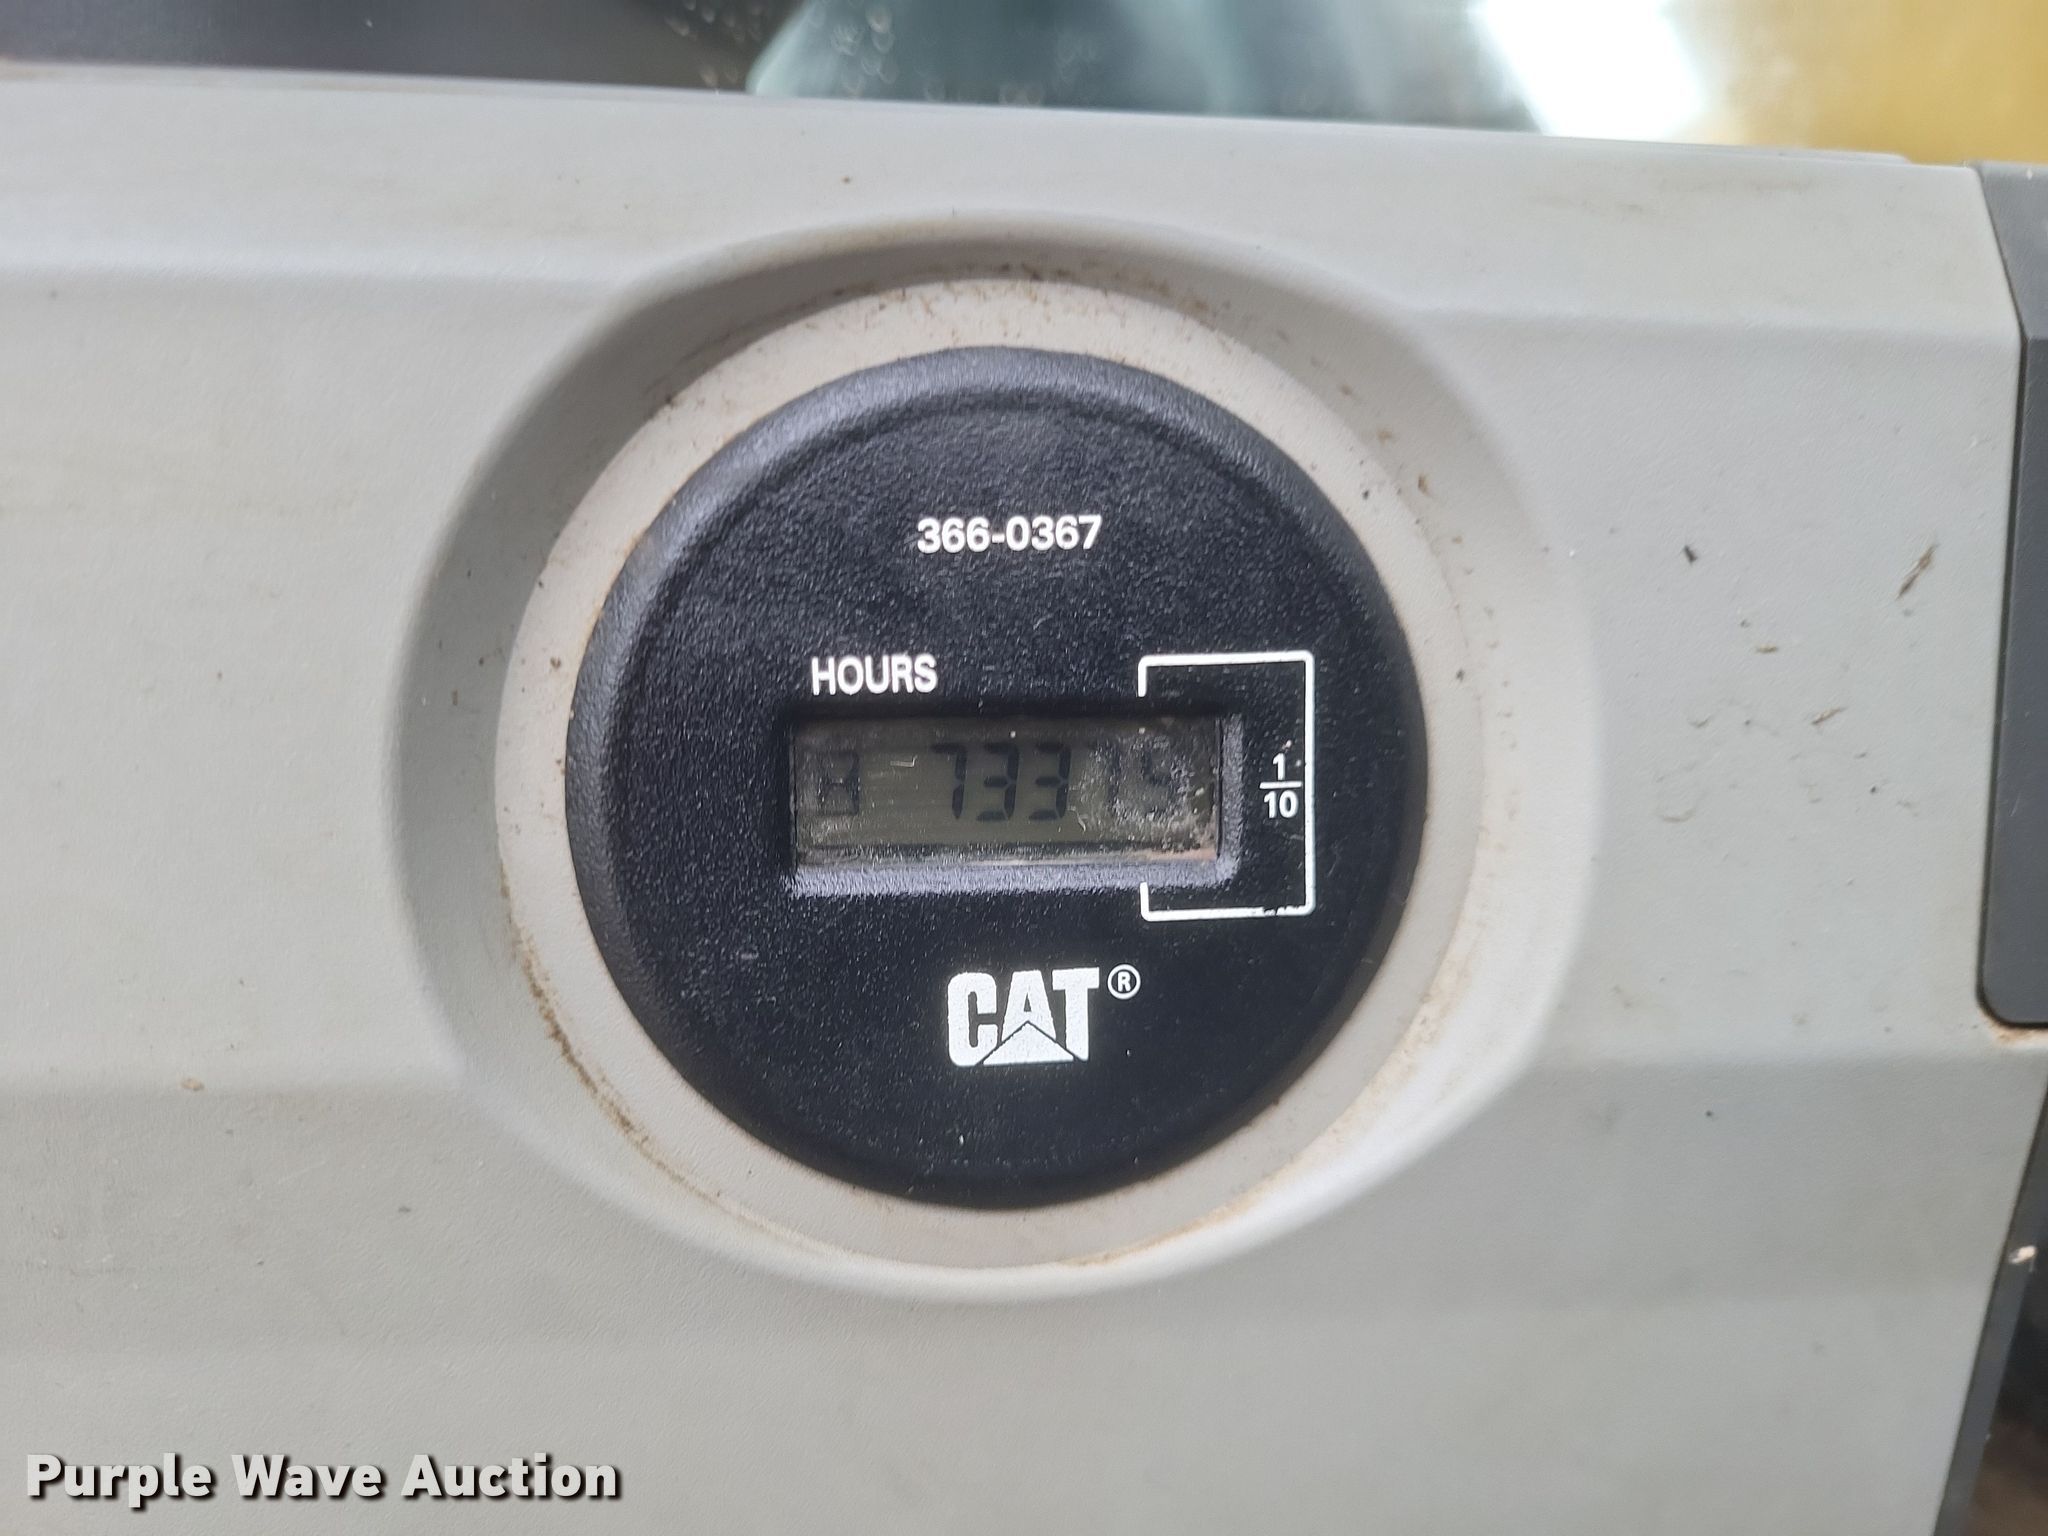 366-0367
HOURS
733
1
10
CAT®
Purple Wave Auction